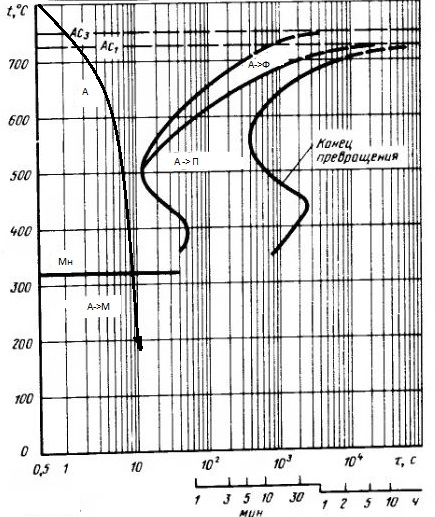 t,°C
AC3
AC1
700
А
А->Ф
600
А -> П
Конец
превращения
500
400
Мн
300
А->М
200
100
0
0,5 1 10 10² 10³ 10⁴ τ, с
1 3 5 10 30 1 2 5 10 4
мин